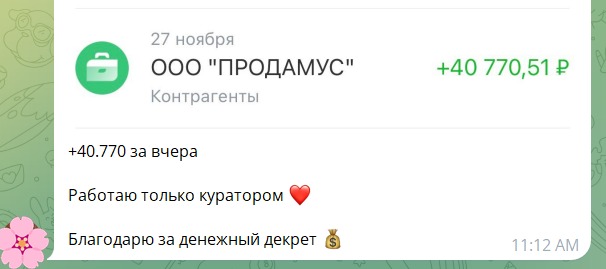 27 ноября
ООО "ПРОДАМУС" +40 770,51 ₽
Контрагенты
+40.770 за вчера
Работаю только куратором ❤️
Благодарю за денежный декрет 💰
11:12 AM